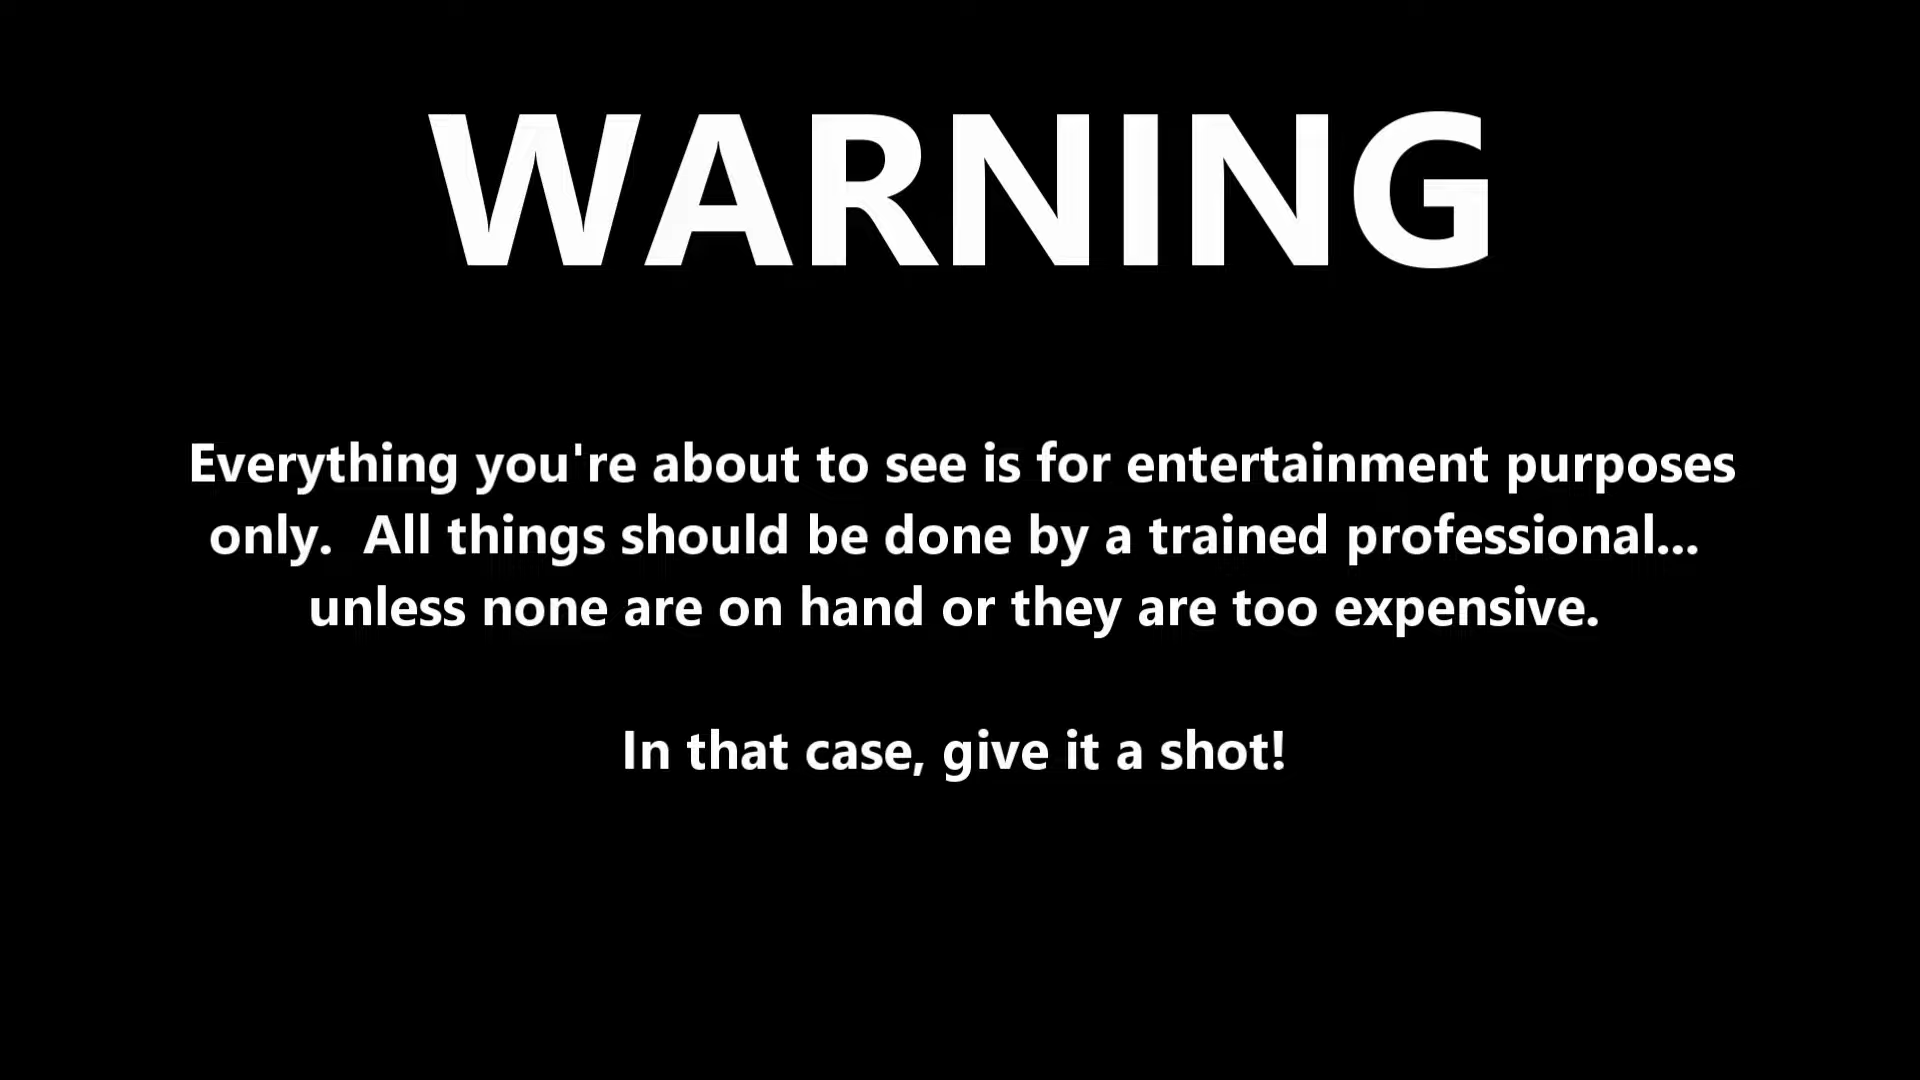 WARNING
Everything you're about to see is for entertainment purposes
only.  All things should be done by a trained professional...
unless none are on hand or they are too expensive.
In that case, give it a shot!